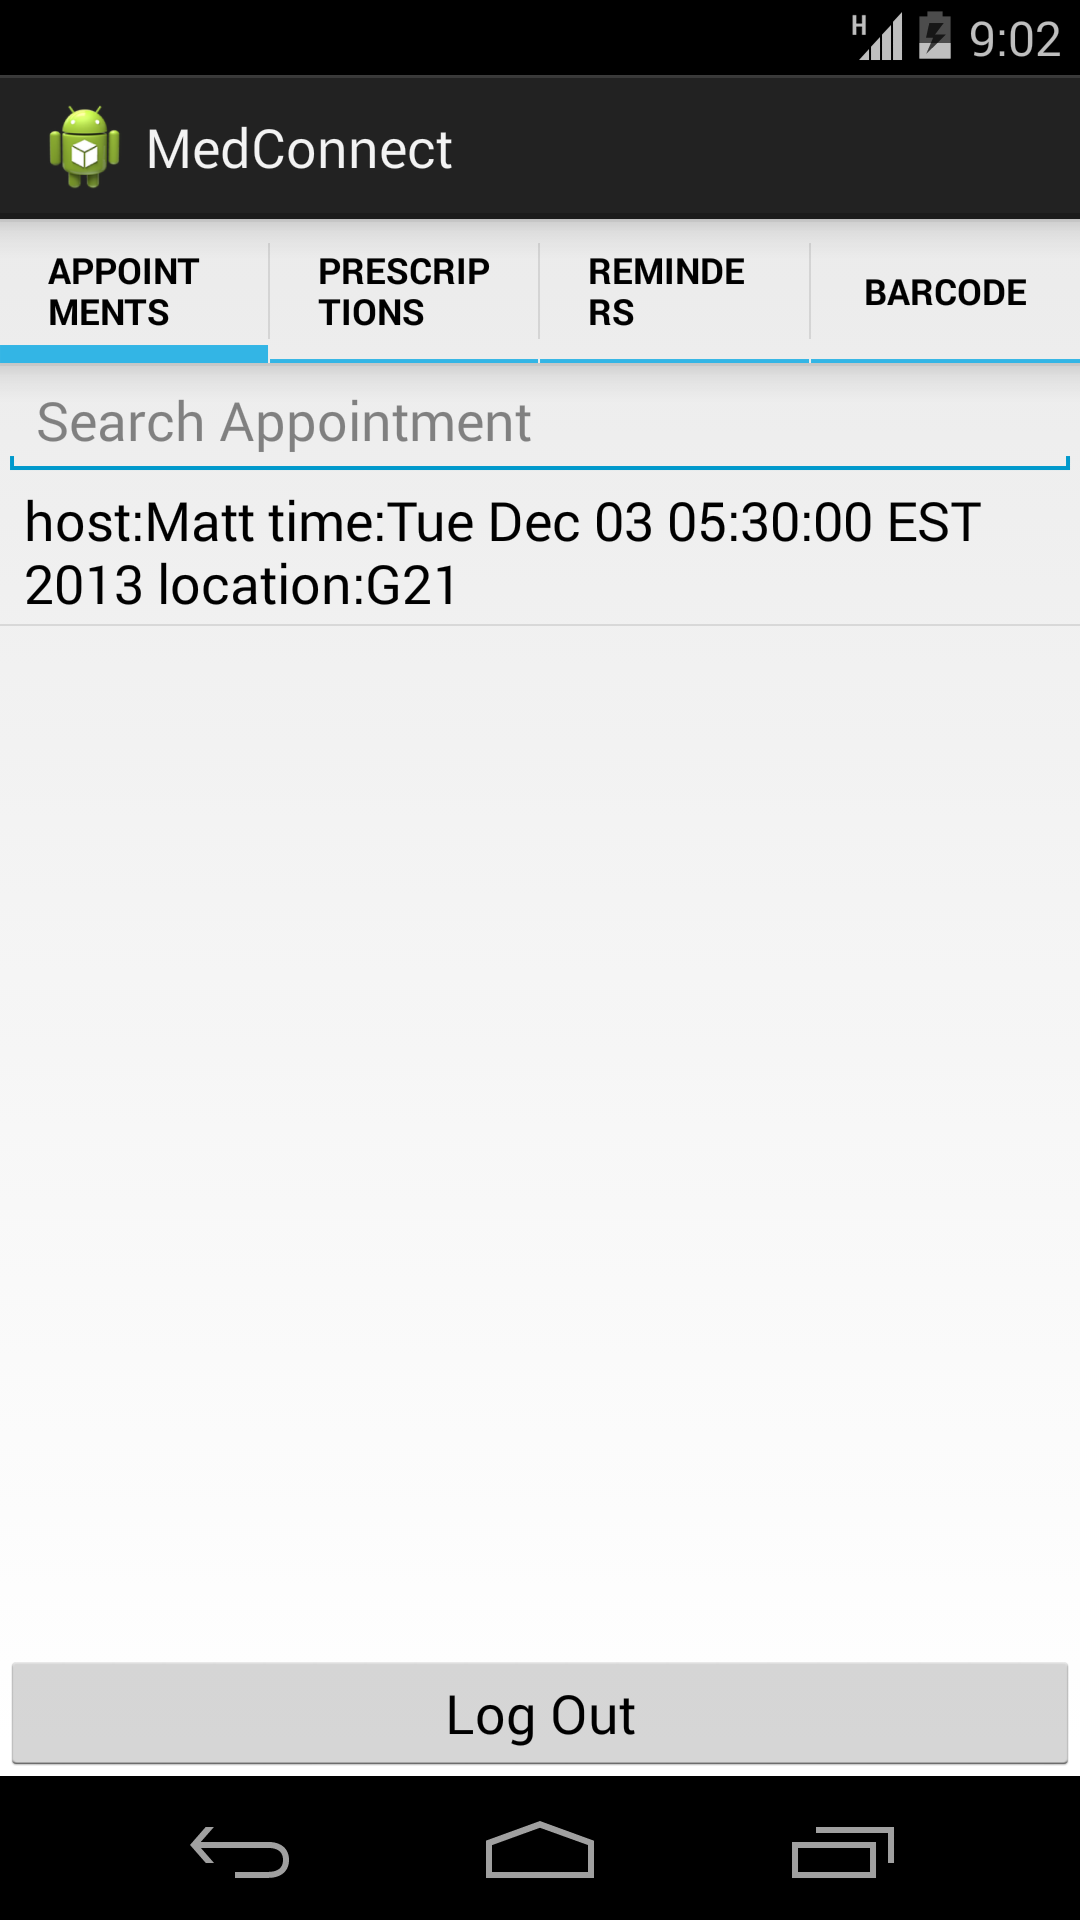 H 9:02
MedConnect
APPOINT
MENTS
PRESCRIP
TIONS
REMINDE
RS
BARCODE
Search Appointment
host:Matt time:Tue Dec 03 05:30:00 EST
2013 location:G21
Log Out